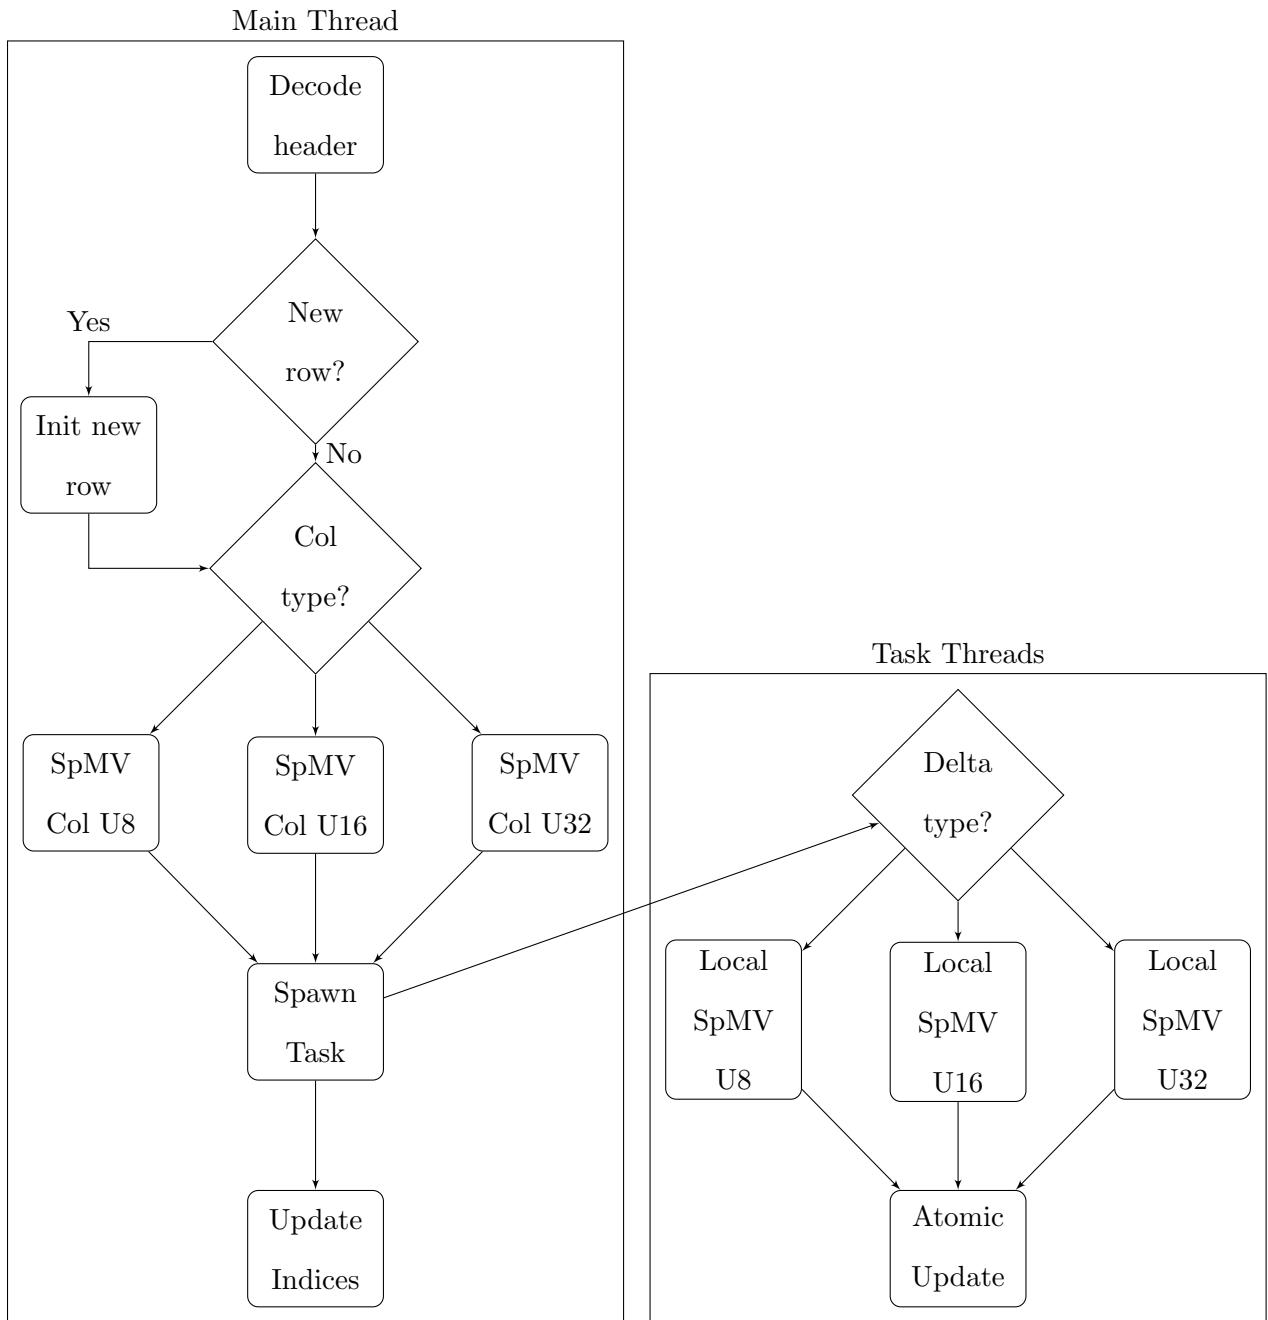 Main Thread
Decode
header
New
row?
Yes
No
Init new
row
Col
type?
SpMV
Col U8
SpMV
Col U16
SpMV
Col U32
Spawn
Task
Update
Indices
Task Threads
Delta
type?
Local
SpMV
U8
Local
SpMV
U16
Local
SpMV
U32
Atomic
Update